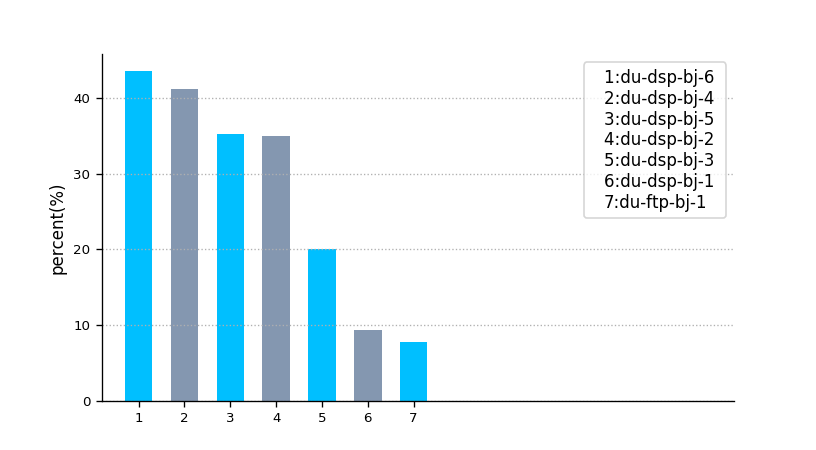 1:du-dsp-bj-6
2:du-dsp-bj-4
3:du-dsp-bj-5
4:du-dsp-bj-2
5:du-dsp-bj-3
6:du-dsp-bj-1
7:du-ftp-bj-1
percent(%)
40
30
20
10
0
1 2 3 4 5 6 7